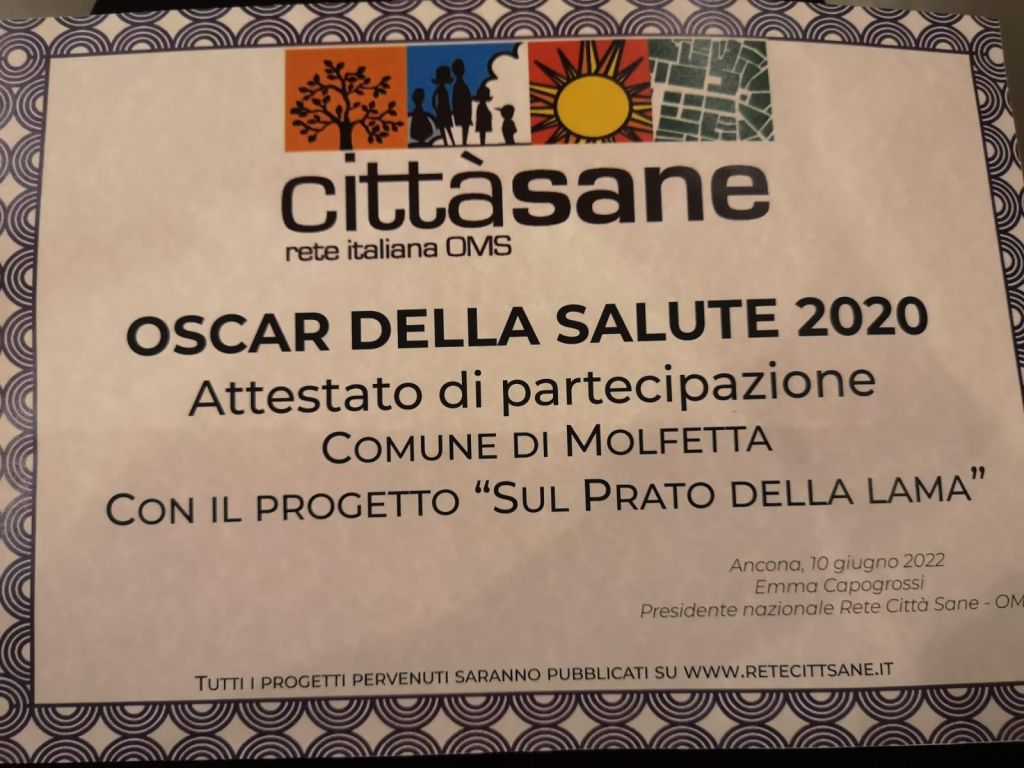 cittàsane
rete italiana OMS
OSCAR DELLA SALUTE 2020
Attestato di partecipazione
COMUNE DI MOLFETTA
CON IL PROGETTO “SUL PRATO DELLA LAMA”
Ancona, 10 giugno 2022
Emma Capogrossi
Presidente nazionale Rete Città Sane - OM
TUTTI I PROGETTI PERVENUTI SARANNO PUBBLICATI SU WWW.RETECITTSANE.IT